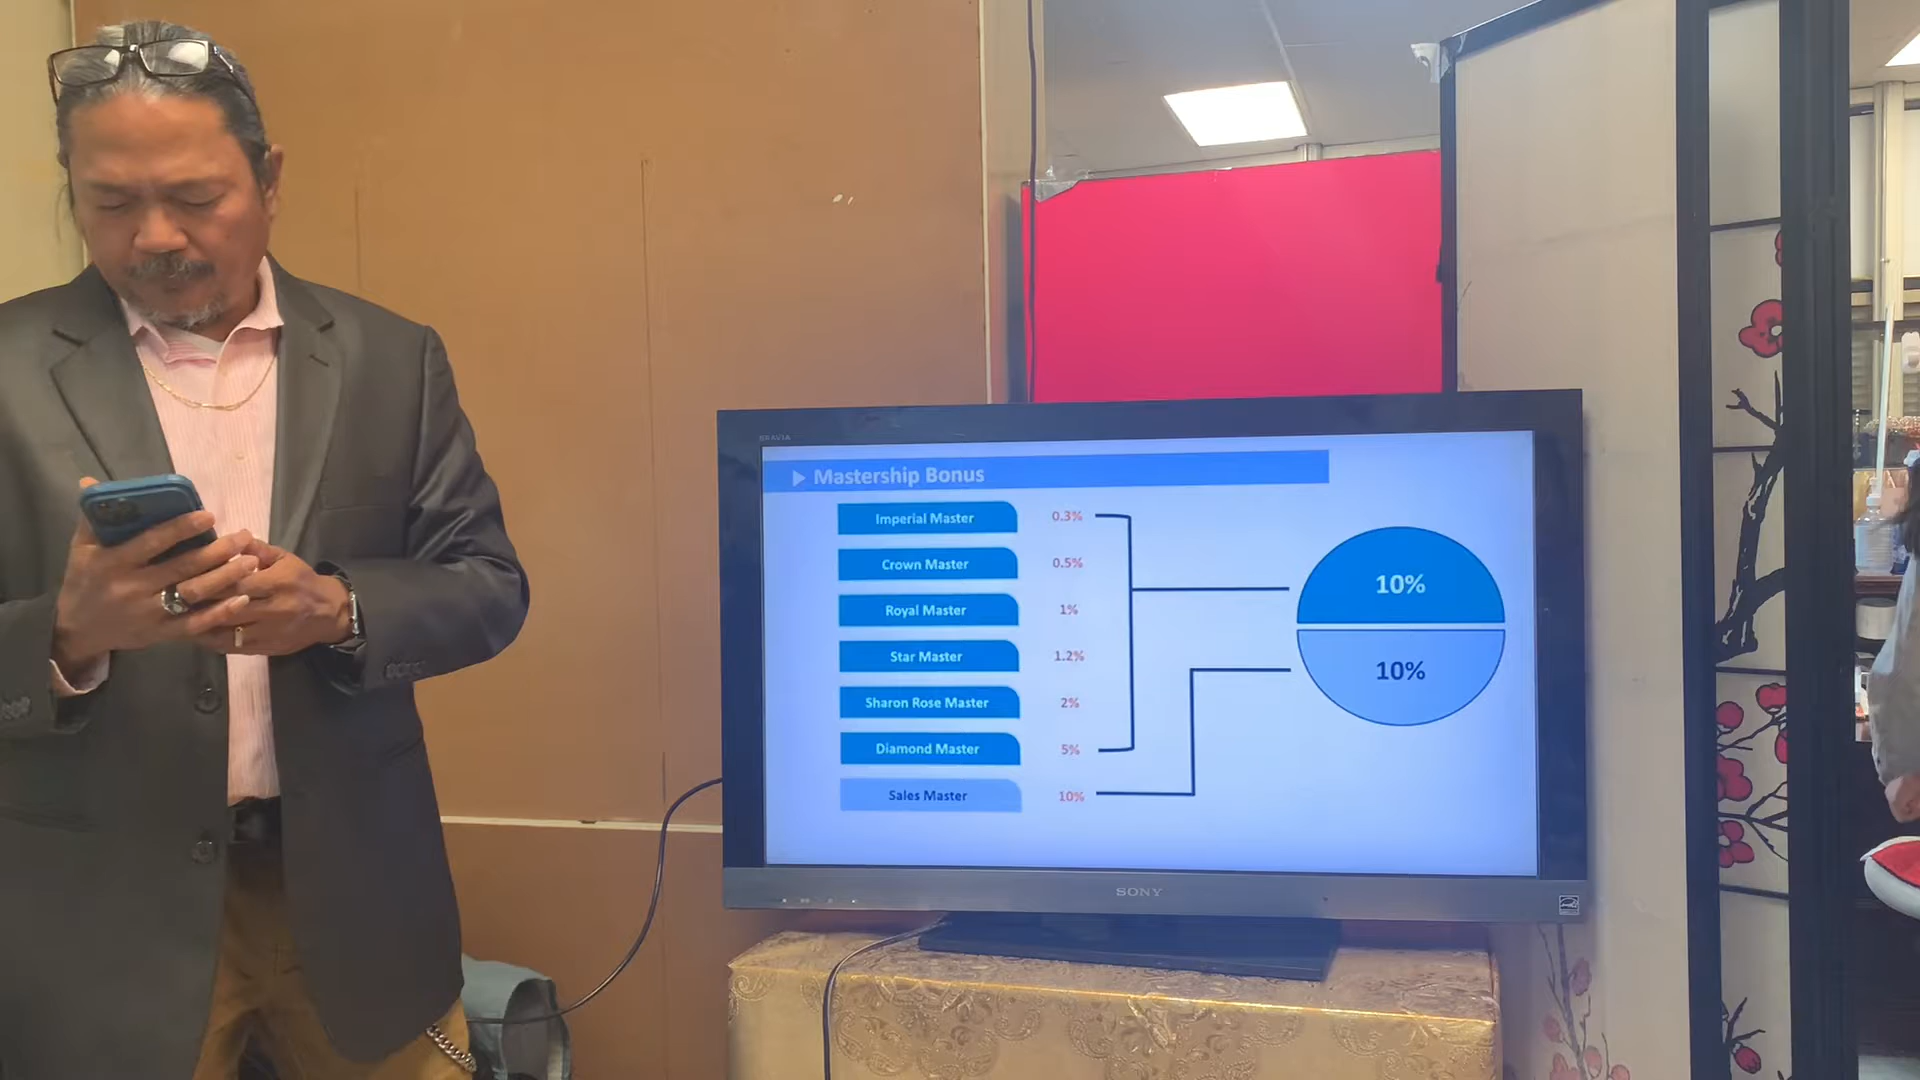 BRAVIA
Mastership Bonus
Imperial Master 0.3%
Crown Master 0.5%
Royal Master 1%
Star Master 1.2%
Sharon Rose Master 2%
Diamond Master 5%
Sales Master 10%
10%
10%
SONY